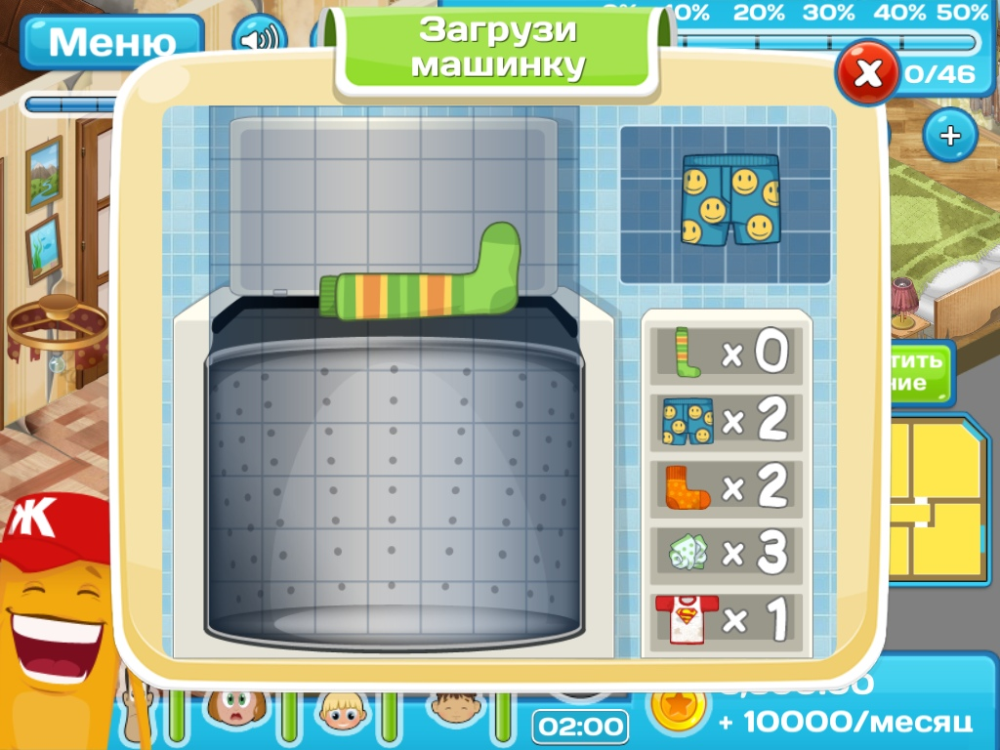 Загрузи
машинку
Меню
10% 20% 30% 40% 50%
0/46
x 0
x 2
x 2
x 3
x 1
Ж
02:00
+ 10000/месяц